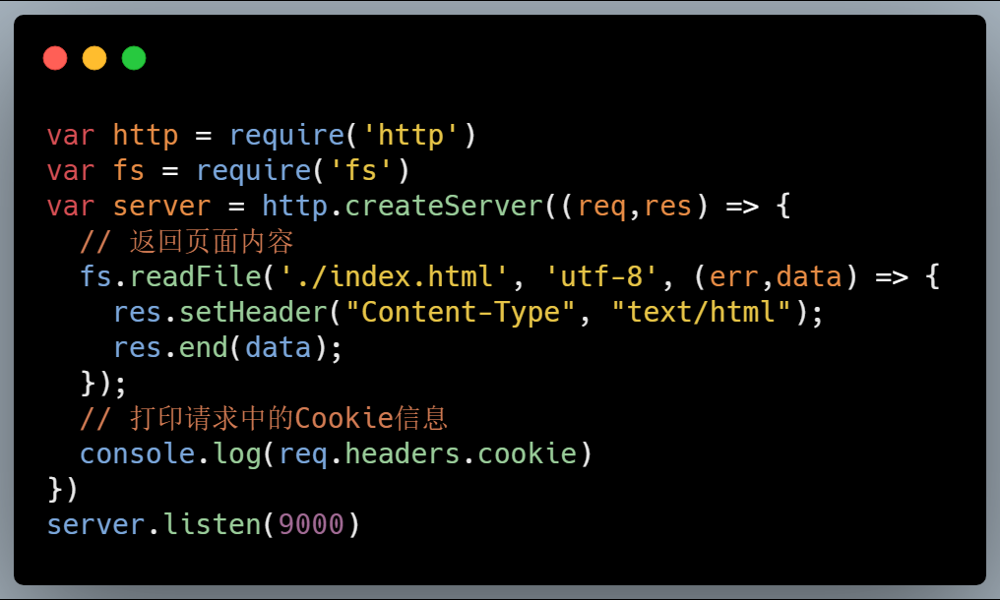 var http = require('http')
var fs = require('fs')
var server = http.createServer((req,res) => {
  // 返回页面内容
  fs.readFile('./index.html', 'utf-8', (err,data) => {
    res.setHeader("Content-Type", "text/html");
    res.end(data);
  });
  // 打印请求中的Cookie信息
  console.log(req.headers.cookie)
})
server.listen(9000)